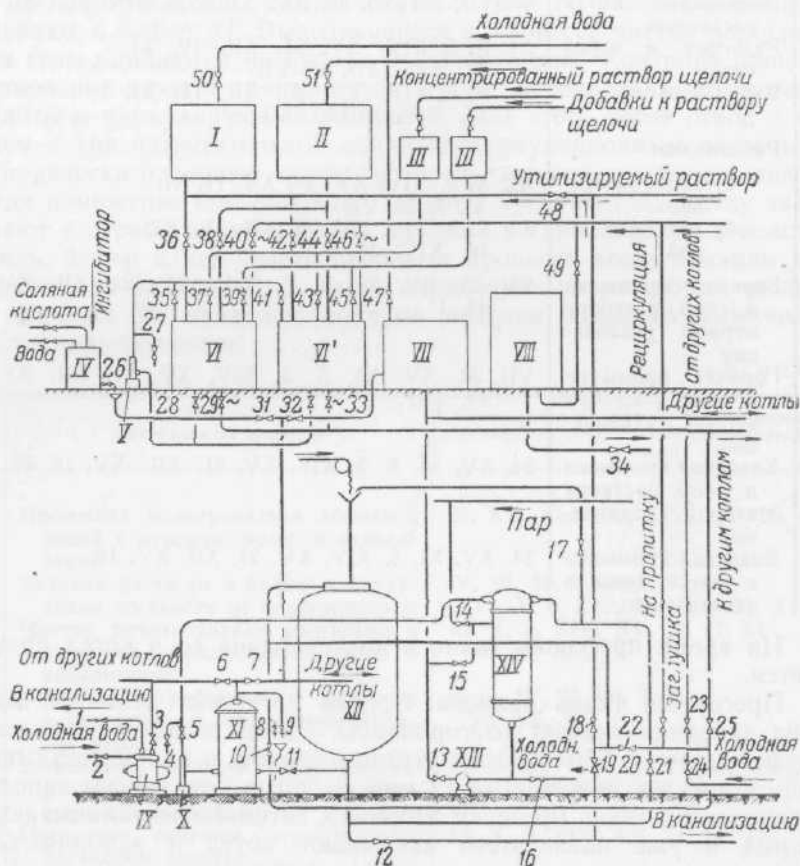 Холодная вода
50
51
Концентрированный раствор щелочи
Добавки к раствору
щелочи
I
II
III
III
Утилизируемый раствор
48
36 38 40 ~42 44 46 ~
49
Ингибитор
Соляная
кислота
27
35 37 39 41 43 45 47
Рециркуляция
От других котлов
Вода
IV
26
VI
VI'
VII
VIII
V
28 29 ~ 31 32 ~33
Другие котлы
34
Пар
17
На пропитку
К другим котлам
Заглушка
14
От других котлов
6 7
Другие
котлы
XII
XIV
В канализацию
15
1
3
5
XI
8
9
18
22
23
25
Холодная вода
4
10
11
13 XIII
Холодн.
вода
Холодная
вода
2
19 20 21 24
IX
X
В канализацию
12
16